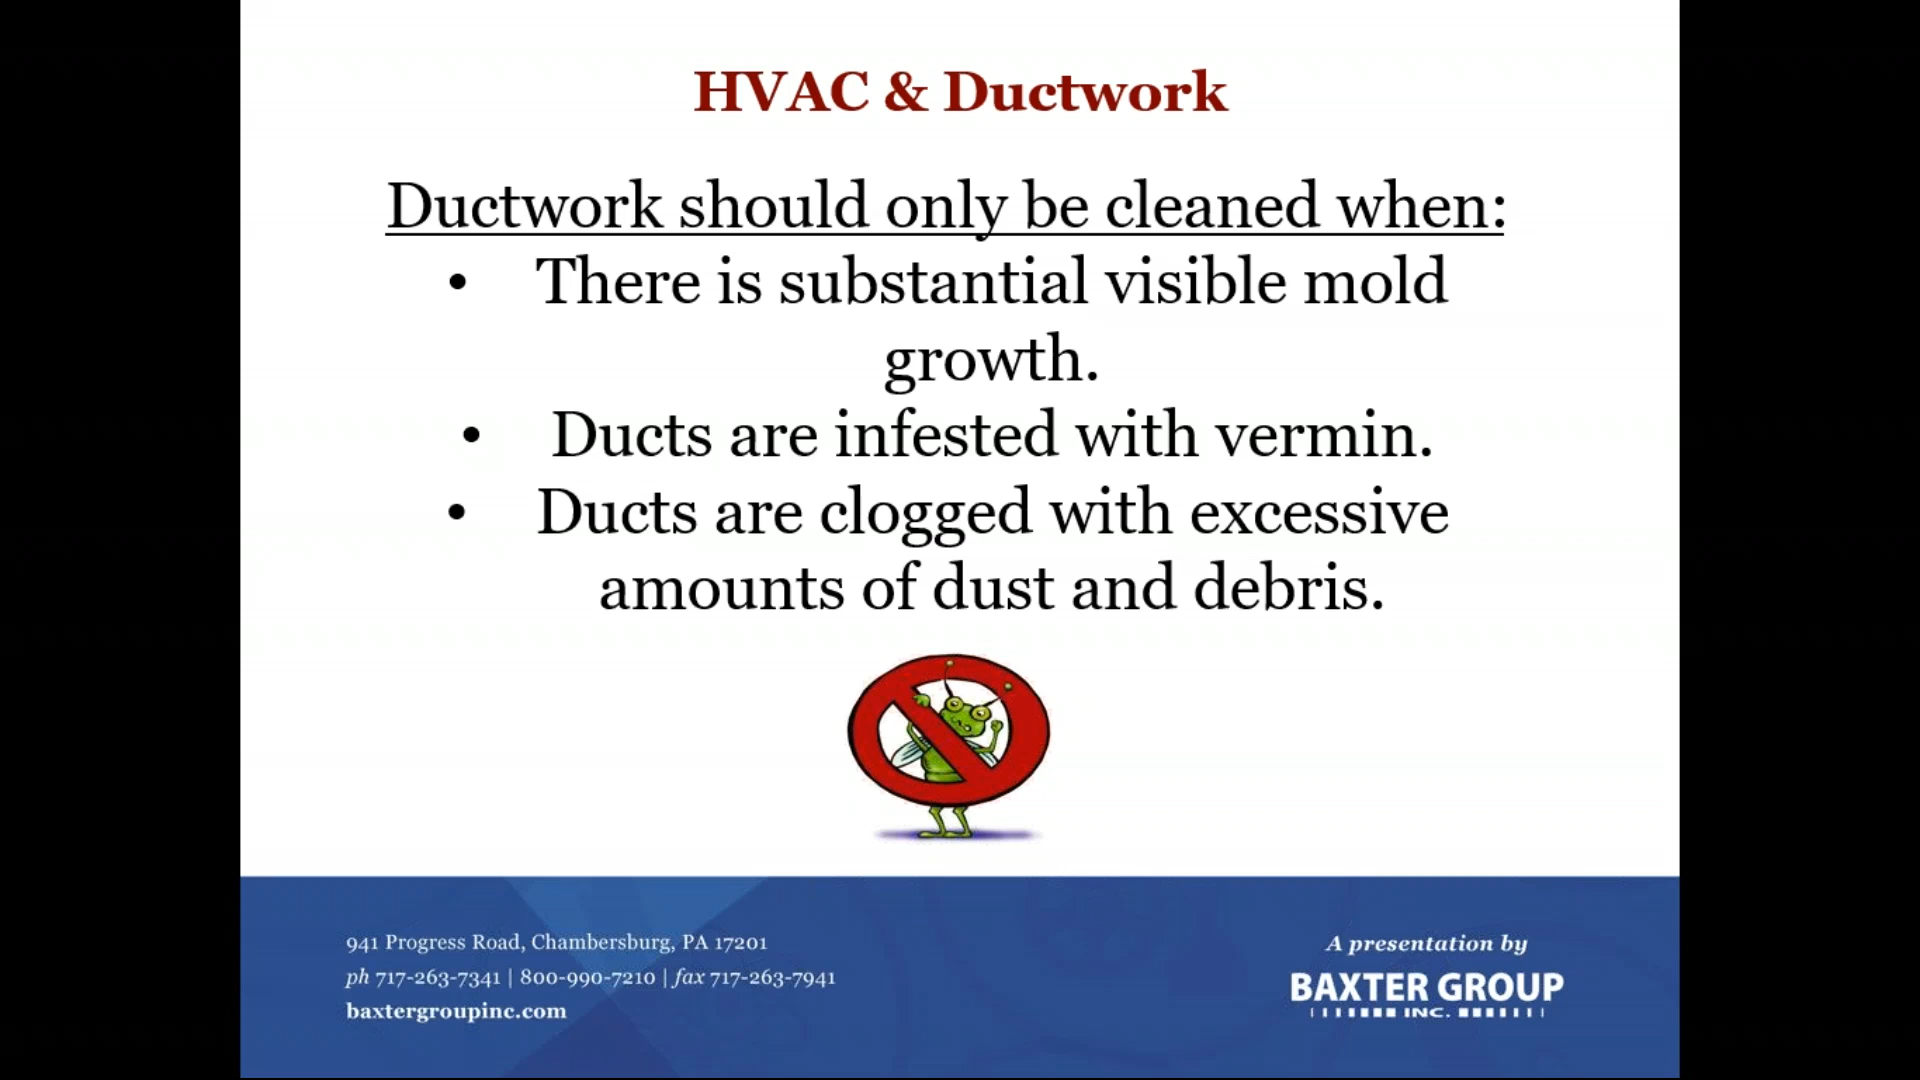 HVAC & Ductwork
Ductwork should only be cleaned when:
• There is substantial visible mold
growth.
• Ducts are infested with vermin.
• Ducts are clogged with excessive
amounts of dust and debris.
941 Progress Road, Chambersburg, PA 17201
ph 717-263-7341 | 800-990-7210 | fax 717-263-7941
baxtergroupinc.com
A presentation by
BAXTER GROUP
INC.